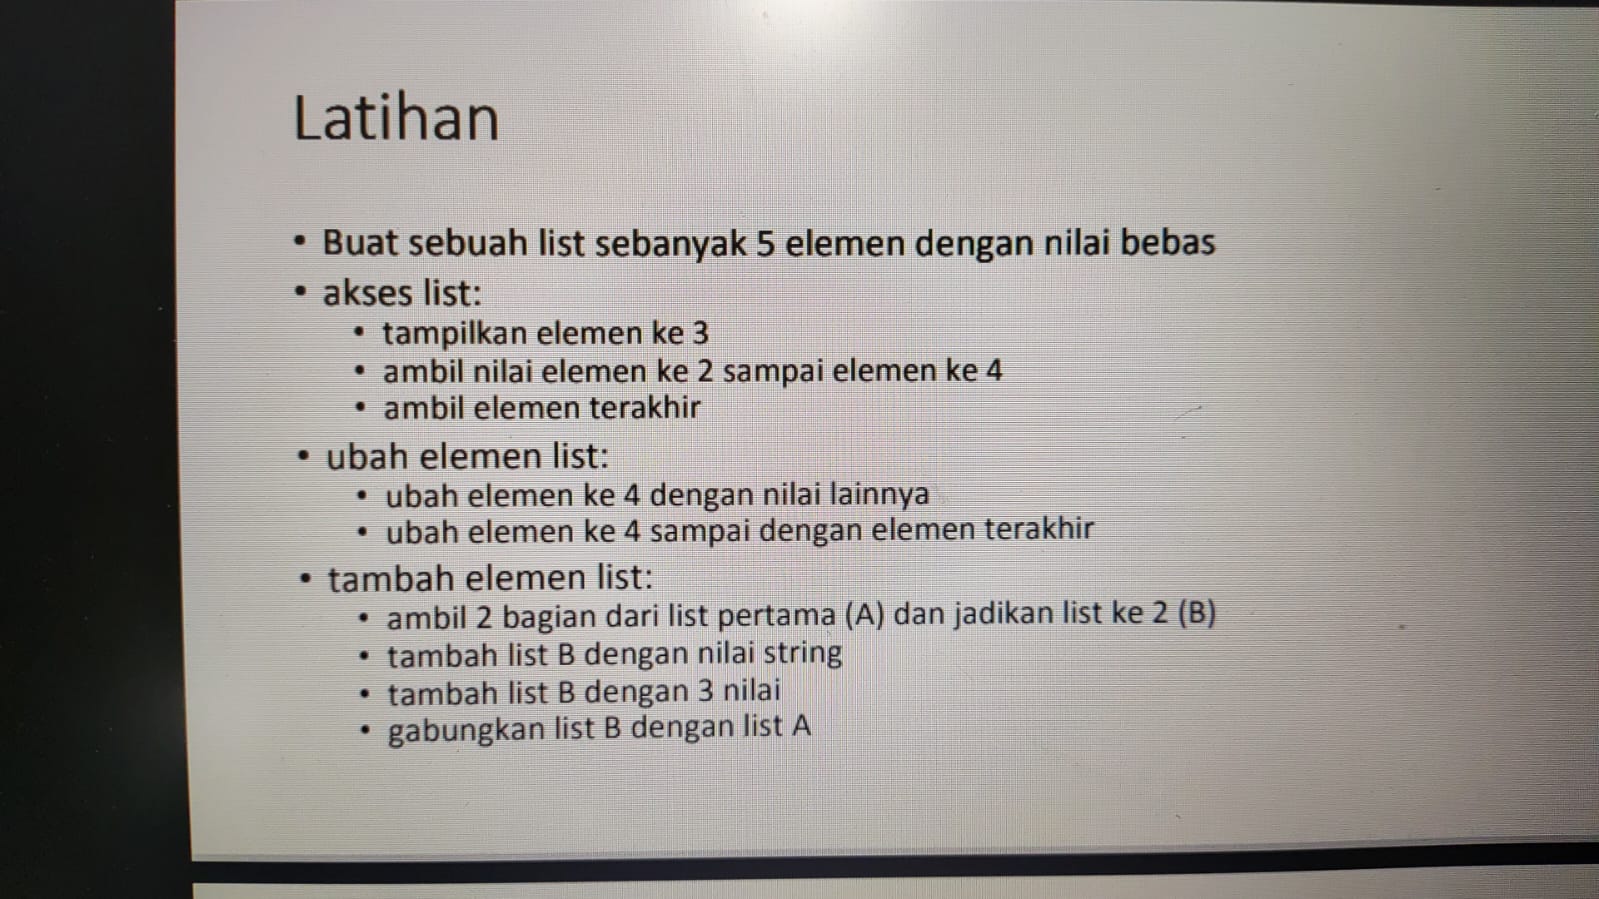 Latihan
• Buat sebuah list sebanyak 5 elemen dengan nilai bebas
• akses list:
• tampilkan elemen ke 3
• ambil nilai elemen ke 2 sampai elemen ke 4
• ambil elemen terakhir
• ubah elemen list:
• ubah elemen ke 4 dengan nilai lainnya
• ubah elemen ke 4 sampai dengan elemen terakhir
• tambah elemen list:
• ambil 2 bagian dari list pertama (A) dan jadikan list ke 2 (B)
• tambah list B dengan nilai string
• tambah list B dengan 3 nilai
• gabungkan list B dengan list A